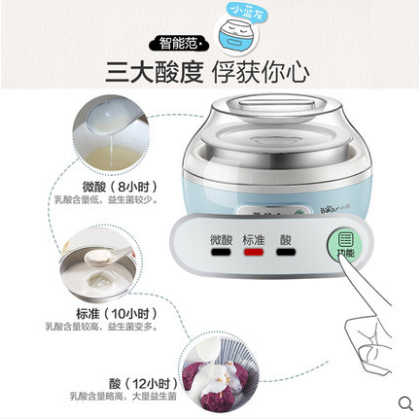 小蓝友
智能范·
三大酸度 俘获你心
微酸（8小时）
乳酸含量低，益生菌较少。
Bear
微酸 标准 酸
功能
标准（10小时）
乳酸含量较高，益生菌变多。
酸（12小时）
乳酸含量略高，大量益生菌